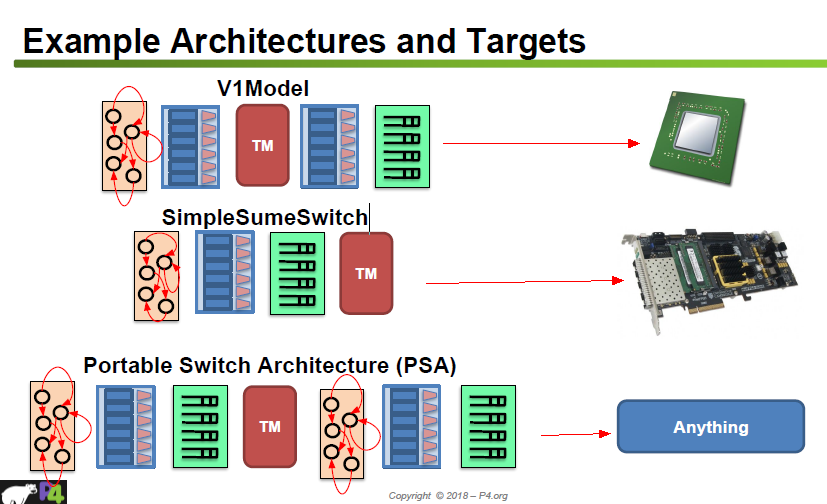 Example Architectures and Targets
V1Model
TM
SimpleSumeSwitch
TM
Portable Switch Architecture (PSA)
TM
Anything
P4
Copyright © 2018 – P4.org